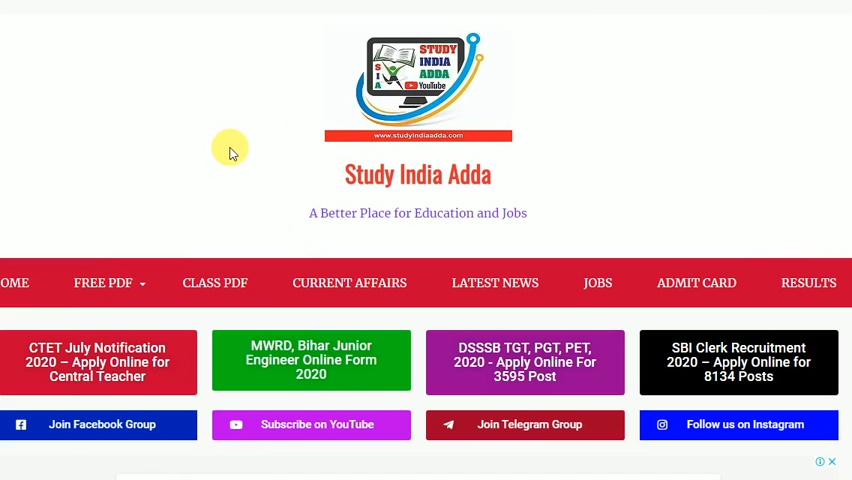 STUDY
INDIA
ADDA
YouTube
S
I
A
www.studyindiaadda.com
Study India Adda
A Better Place for Education and Jobs
OME FREE PDF CLASS PDF CURRENT AFFAIRS LATEST NEWS JOBS ADMIT CARD RESULTS
CTET July Notification
2020 – Apply Online for
Central Teacher
MWRD, Bihar Junior
Engineer Online Form
2020
DSSSB TGT, PGT, PET,
2020 - Apply Online For
3595 Post
SBI Clerk Recruitment
2020 – Apply Online for
8134 Posts
Join Facebook Group
Subscribe on YouTube
Join Telegram Group
Follow us on Instagram